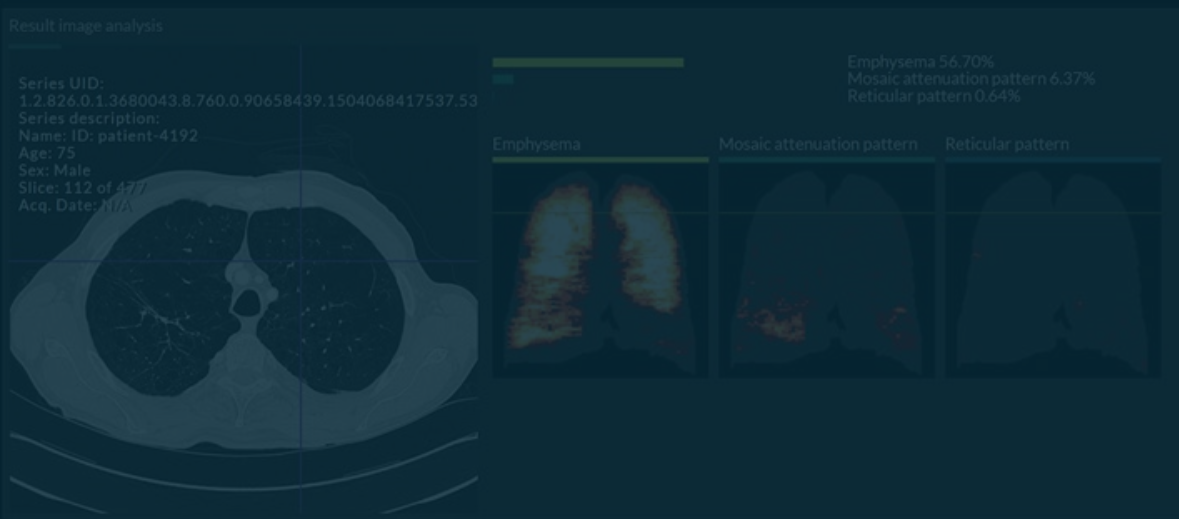 Result image analysis
Series UID:
1.2.826.0.1.3680043.8.760.0.90658439.1504068417537.53
Series description:
Name: ID: patient-4192
Age: 75
Sex: Male
Slice: 112 of 477
Acq. Date: N/A
Emphysema 56.70%
Mosaic attenuation pattern 6.37%
Reticular pattern 0.64%
Emphysema
Mosaic attenuation pattern
Reticular pattern